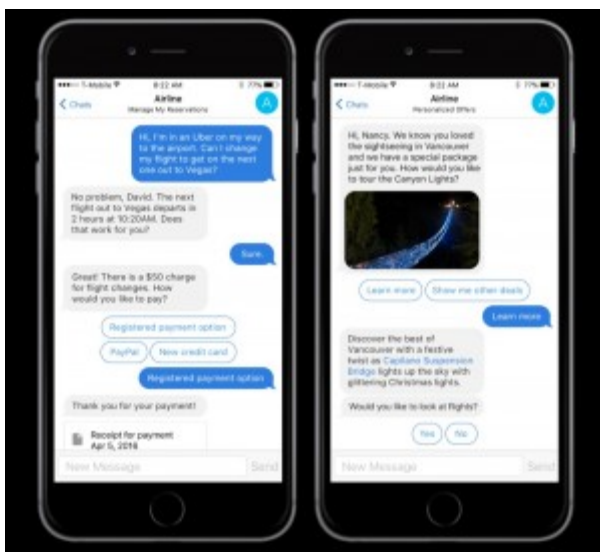 T-Mobile 8:22 AM 77%
Chats
Airline
Manage My Reservations
A
Hi, I'm in an Uber on my way
to the airport. Can I change
my flight to get on the next
one out to Vegas?
No problem, David. The next
flight out to Vegas departs in
2 hours at 10:20AM. Does
that work for you?
Sure.
Great! There is a $50 charge
for flight changes. How
would you like to pay?
Registered payment option
PayPal
New credit card
Registered payment option
Thank you for your payment!
Receipt for payment
Apr 5, 2016
New Message
Send
T-Mobile 8:22 AM 77%
Chats
Airline
Personalized Offers
A
Hi, Nancy. We know you loved
the sightseeing in Vancouver
and we have a special package
just for you. How would you like
to tour the Canyon Lights?
Learn more
Show me other deals
Learn more
Discover the best of
Vancouver with a festive
twist as Capilano Suspension
Bridge lights up the sky with
glittering Christmas lights.
Would you like to look at flights?
Yes
No
New Message
Send